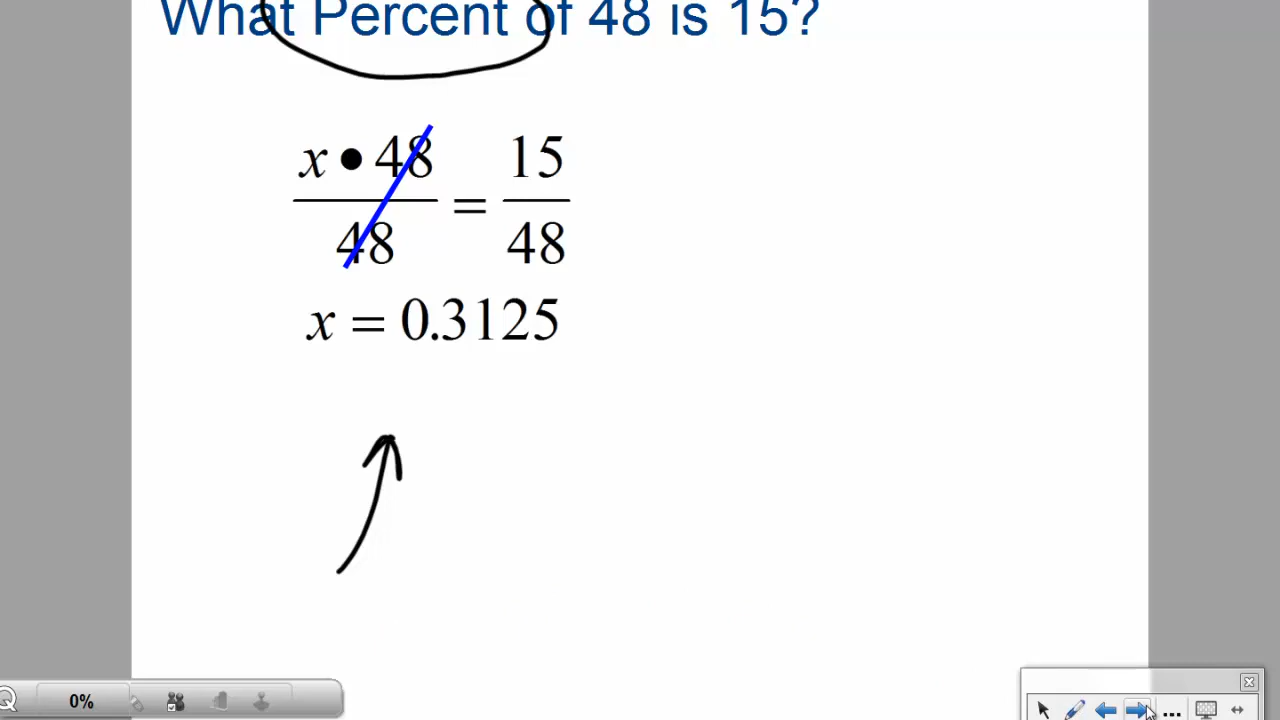 What Percent of 48 is 15?
x • 48 / 48 = 15 / 48
x = 0.3125
0%